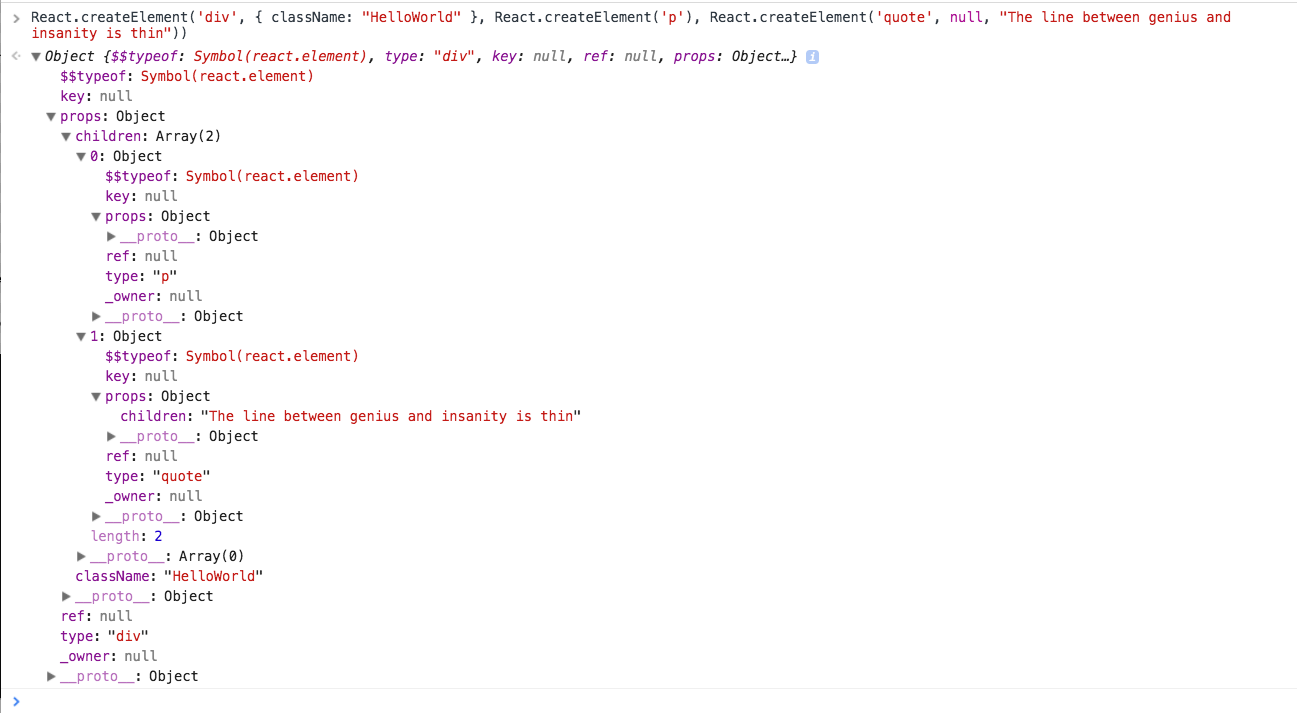 React.createElement('div', { className: "HelloWorld" }, React.createElement('p'), React.createElement('quote', null, "The line between genius and
insanity is thin"))
Object {$$typeof: Symbol(react.element), type: "div", key: null, ref: null, props: Object…} i
$$typeof: Symbol(react.element)
key: null
props: Object
children: Array(2)
0: Object
$$typeof: Symbol(react.element)
key: null
props: Object
__proto__: Object
ref: null
type: "p"
_owner: null
__proto__: Object
1: Object
$$typeof: Symbol(react.element)
key: null
props: Object
children: "The line between genius and insanity is thin"
__proto__: Object
ref: null
type: "quote"
_owner: null
__proto__: Object
length: 2
__proto__: Array(0)
className: "HelloWorld"
__proto__: Object
ref: null
type: "div"
_owner: null
__proto__: Object